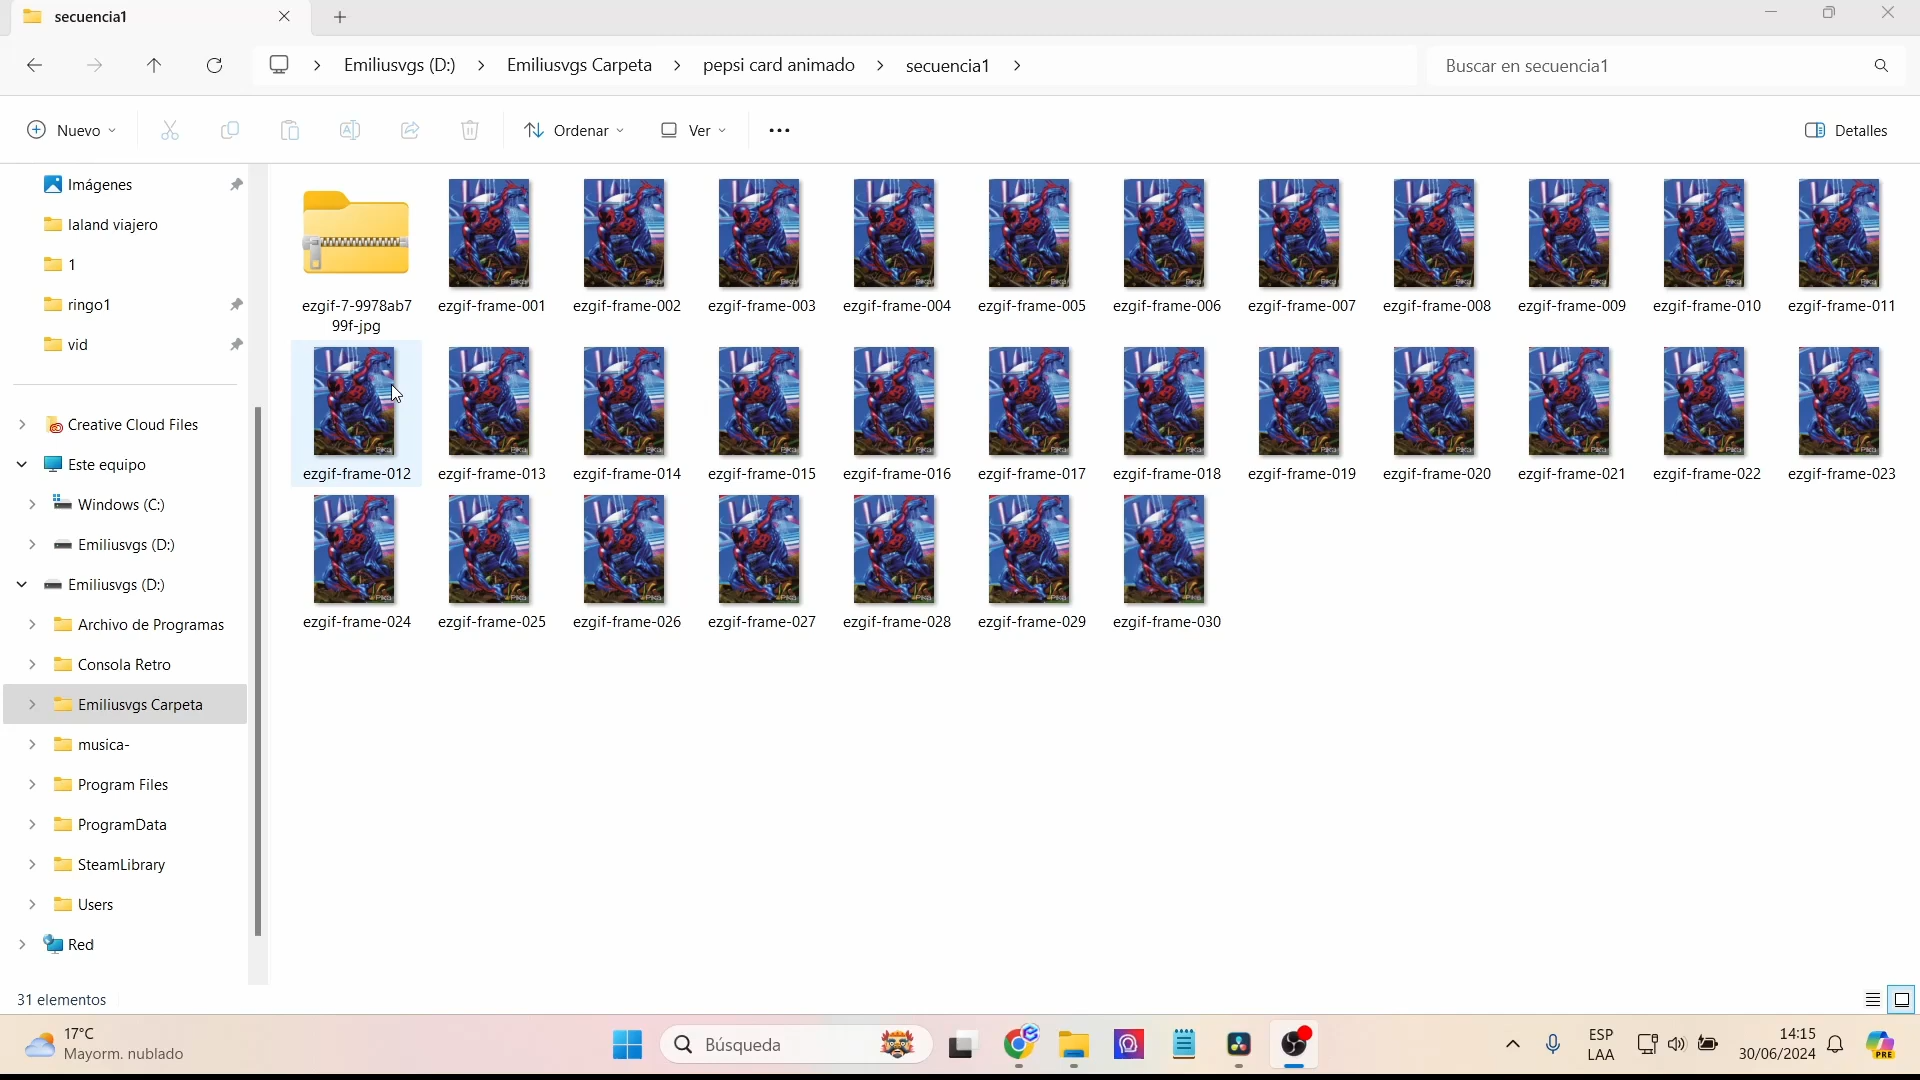 secuencia1
Emiliusvgs (D:)
Emiliusvgs Carpeta
pepsi card animado
secuencia1
Buscar en secuencia1
Nuevo
Ordenar
Ver
Detalles
Imágenes
laland viajero
1
ringo1
vid
Creative Cloud Files
Este equipo
Windows (C:)
Emiliusvgs (D:)
Emiliusvgs (D:)
Archivo de Programas
Consola Retro
Emiliusvgs Carpeta
musica-
Program Files
ProgramData
SteamLibrary
Users
Red
ezgif-7-9978ab7
99f-jpg
ezgif-frame-001
ezgif-frame-002
ezgif-frame-003
ezgif-frame-004
ezgif-frame-005
ezgif-frame-006
ezgif-frame-007
ezgif-frame-008
ezgif-frame-009
ezgif-frame-010
ezgif-frame-011
ezgif-frame-012
ezgif-frame-013
ezgif-frame-014
ezgif-frame-015
ezgif-frame-016
ezgif-frame-017
ezgif-frame-018
ezgif-frame-019
ezgif-frame-020
ezgif-frame-021
ezgif-frame-022
ezgif-frame-023
ezgif-frame-024
ezgif-frame-025
ezgif-frame-026
ezgif-frame-027
ezgif-frame-028
ezgif-frame-029
ezgif-frame-030
31 elementos
17°C
Mayorm. nublado
Búsqueda
ESP
LAA
14:15
30/06/2024
PRE